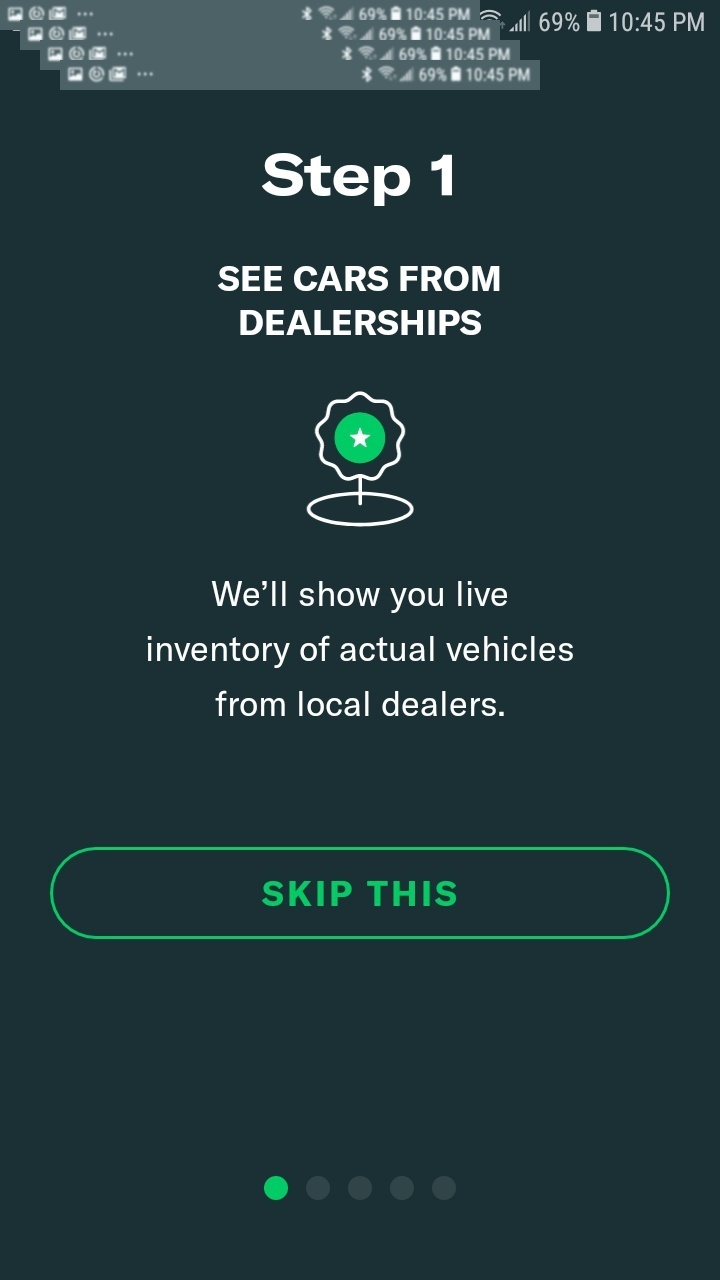 69% 10:45 PM
69% 10:45 PM
69% 10:45 PM
69% 10:45 PM
69% 10:45 PM
Step 1
SEE CARS FROM
DEALERSHIPS
We’ll show you live
inventory of actual vehicles
from local dealers.
SKIP THIS